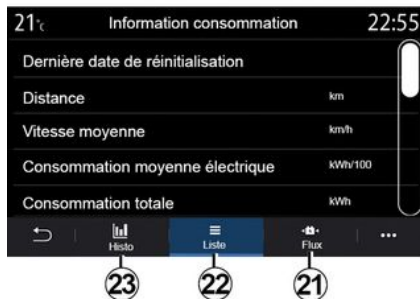 21°c Information consommation 22:55
Dernière date de réinitialisation
Distance km
Vitesse moyenne km/h
Consommation moyenne électrique kWh/100
Consommation totale kWh
Histo Liste Flux
23 22 21